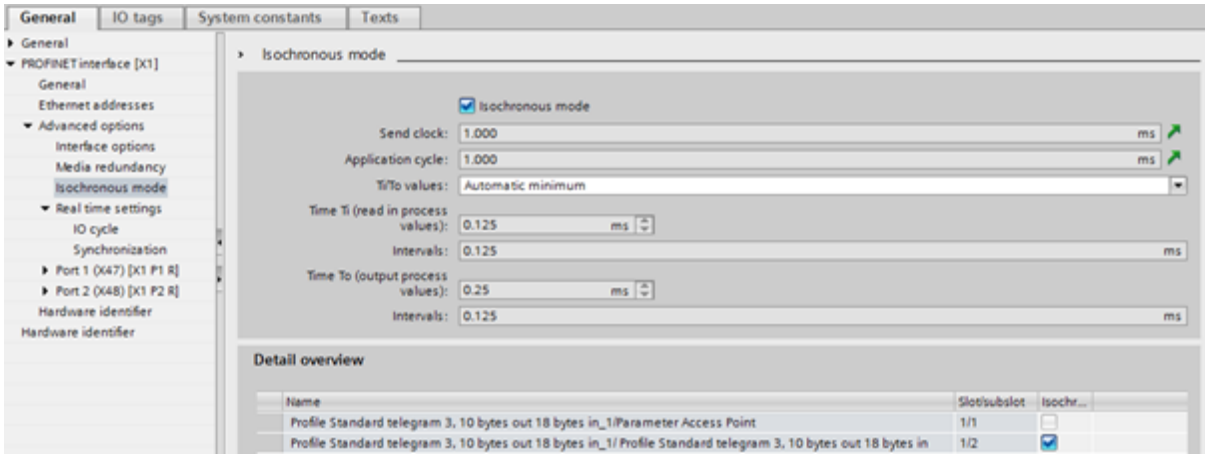 General IO tags System constants Texts
General
PROFINET interface [X1]
General
Ethernet addresses
Advanced options
Interface options
Media redundancy
Isochronous mode
Real time settings
IO cycle
Synchronization
Port 1 (X47) [X1 P1 R]
Port 2 (X48) [X1 P2 R]
Hardware identifier
Hardware identifier
Isochronous mode
Isochronous mode
Send clock: 1.000 ms
Application cycle: 1.000 ms
Ti/To values: Automatic minimum
Time Ti (read in process
values): 0.125 ms
Intervals: 0.125 ms
Time To (output process
values): 0.25 ms
Intervals: 0.125 ms
Detail overview
Name Slot/subslot Isochr...
Profile Standard telegram 3, 10 bytes out 18 bytes in_1/Parameter Access Point 1/1
Profile Standard telegram 3, 10 bytes out 18 bytes in_1/ Profile Standard telegram 3, 10 bytes out 18 bytes in 1/2